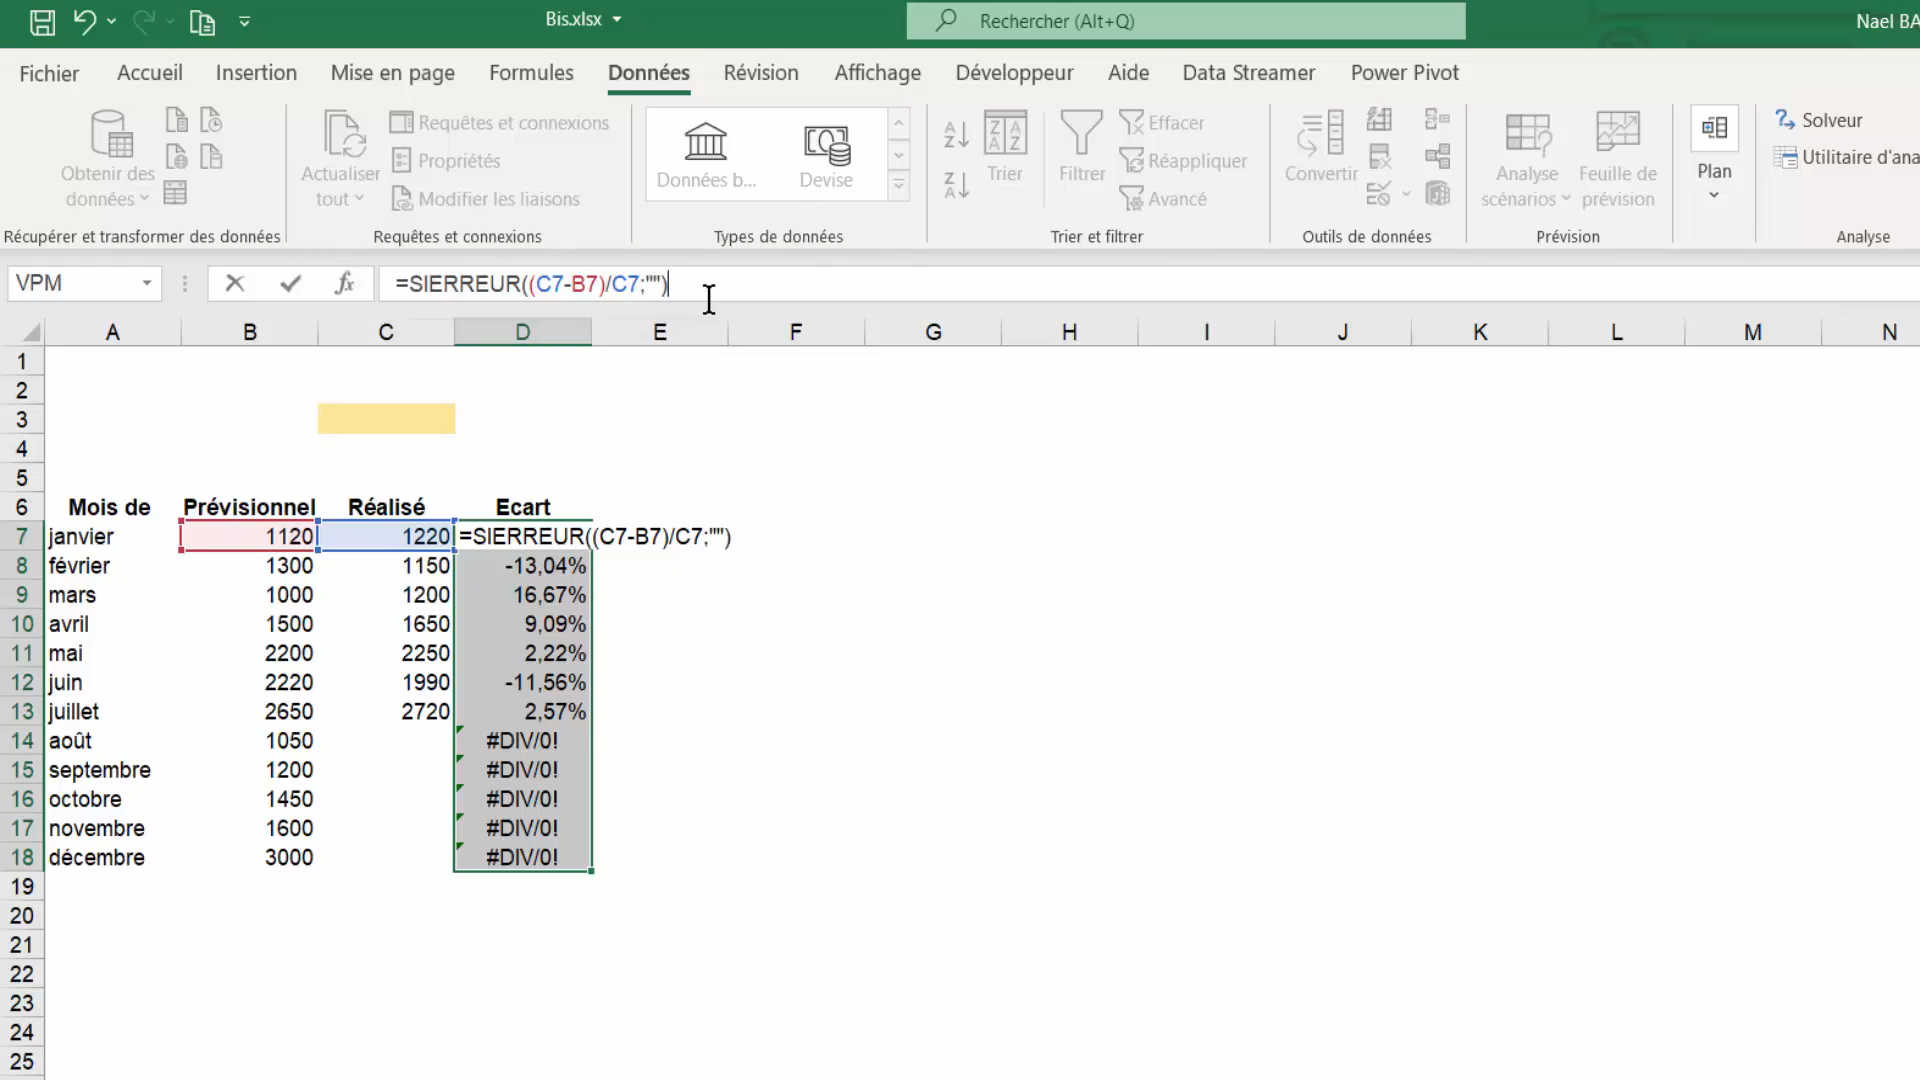 Bis.xlsx
Rechercher (Alt+Q)
Nael BA
Fichier Accueil Insertion Mise en page Formules Données Révision Affichage Développeur Aide Data Streamer Power Pivot
Obtenir des données
Récupérer et transformer des données
Actualiser tout
Requêtes et connexions
Propriétés
Modifier les liaisons
Requêtes et connexions
Données b...
Devise
Types de données
Trier
Filtrer
Effacer
Réappliquer
Avancé
Trier et filtrer
Convertir
Outils de données
Analyse scénarios
Feuille de prévision
Prévision
Plan
Solveur
Utilitaire d'ana
Analyse
VPM
fx
=SIERREUR((C7-B7)/C7;"")
A B C D E F G H I J K L M N
1
2
3
4
5
6 Mois de Prévisionnel Réalisé Ecart
7 janvier 1120 1220 =SIERREUR((C7-B7)/C7;"")
8 février 1300 1150 -13,04%
9 mars 1000 1200 16,67%
10 avril 1500 1650 9,09%
11 mai 2200 2250 2,22%
12 juin 2220 1990 -11,56%
13 juillet 2650 2720 2,57%
14 août 1050 #DIV/0!
15 septembre 1200 #DIV/0!
16 octobre 1450 #DIV/0!
17 novembre 1600 #DIV/0!
18 décembre 3000 #DIV/0!
19
20
21
22
23
24
25